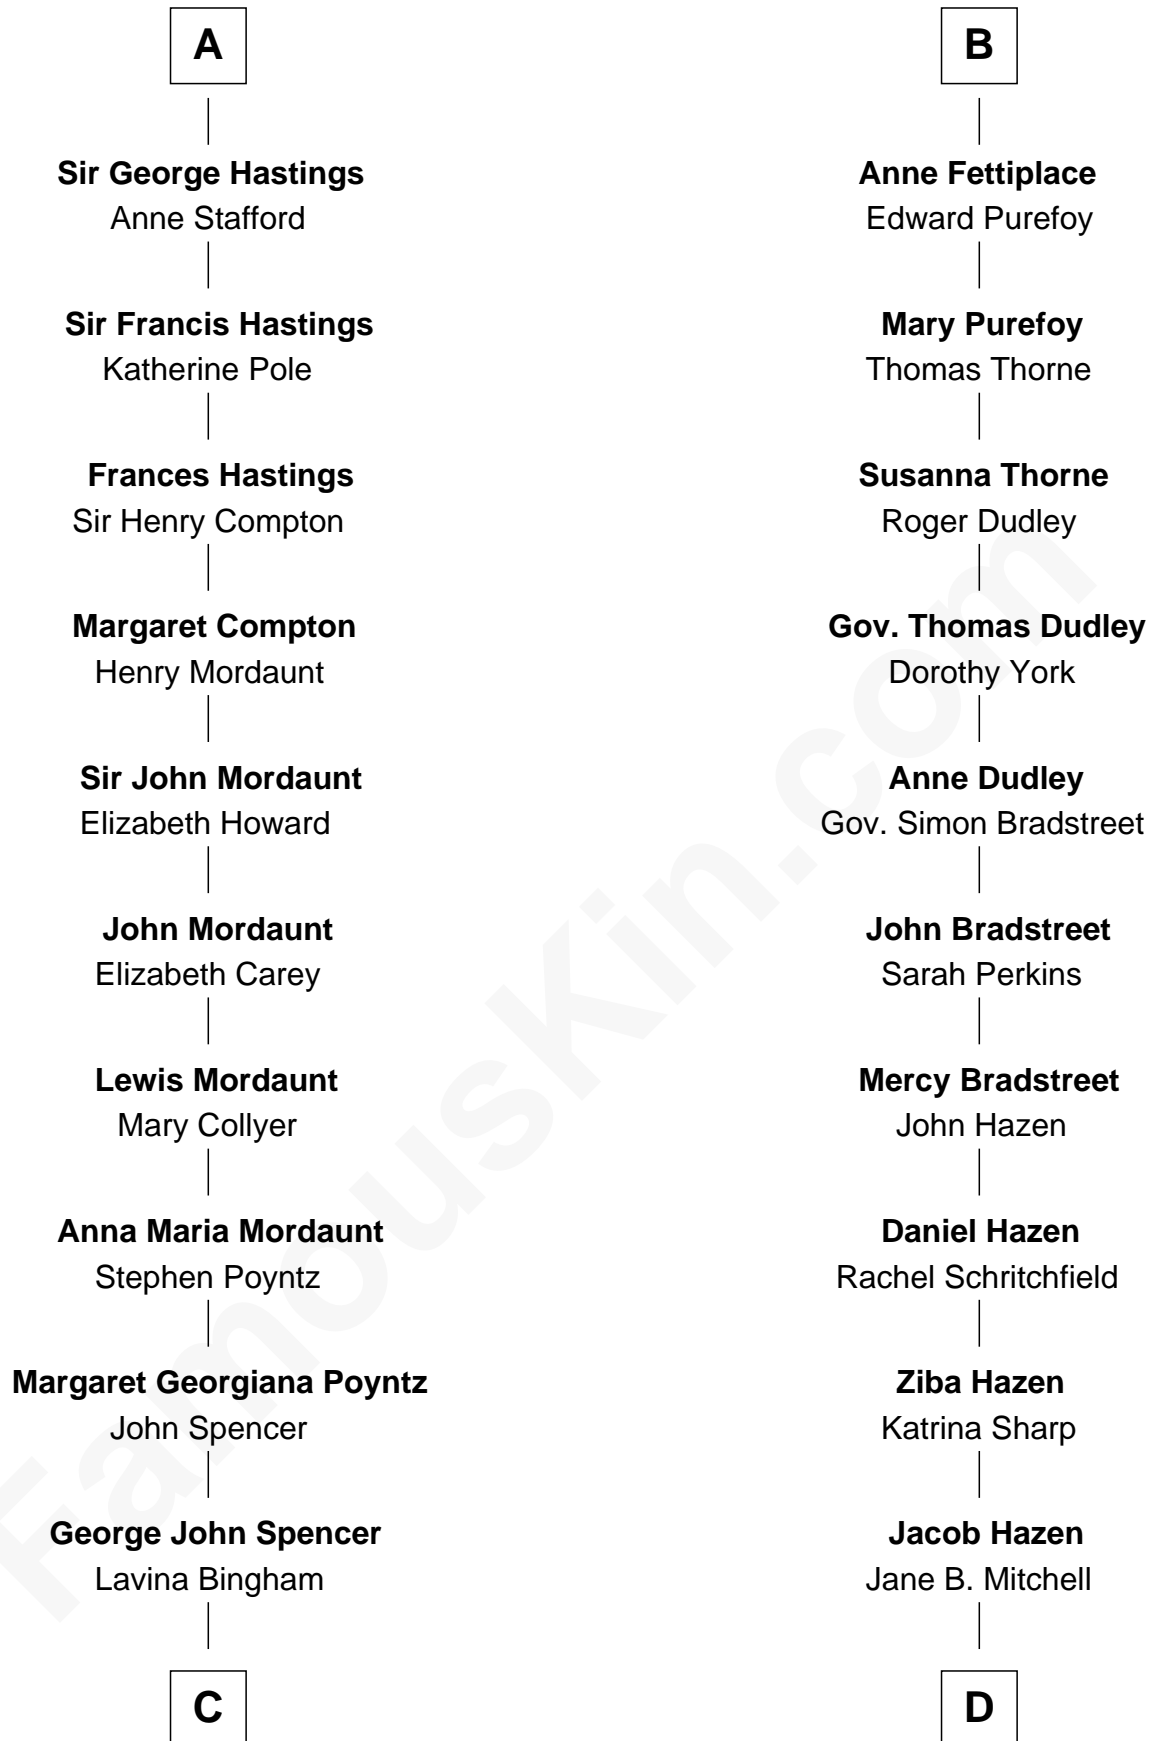 A
Sir George Hastings
Anne Stafford
Sir Francis Hastings
Katherine Pole
Frances Hastings
Sir Henry Compton
Margaret Compton
Henry Mordaunt
Sir John Mordaunt
Elizabeth Howard
John Mordaunt
Elizabeth Carey
Lewis Mordaunt
Mary Collyer
Anna Maria Mordaunt
Stephen Poyntz
Margaret Georgiana Poyntz
John Spencer
George John Spencer
Lavina Bingham
C
B
Anne Fettiplace
Edward Purefoy
Mary Purefoy
Thomas Thorne
Susanna Thorne
Roger Dudley
Gov. Thomas Dudley
Dorothy York
Anne Dudley
Gov. Simon Bradstreet
John Bradstreet
Sarah Perkins
Mercy Bradstreet
John Hazen
Daniel Hazen
Rachel Schritchfield
Ziba Hazen
Katrina Sharp
Jacob Hazen
Jane B. Mitchell
D
FamousKin.com